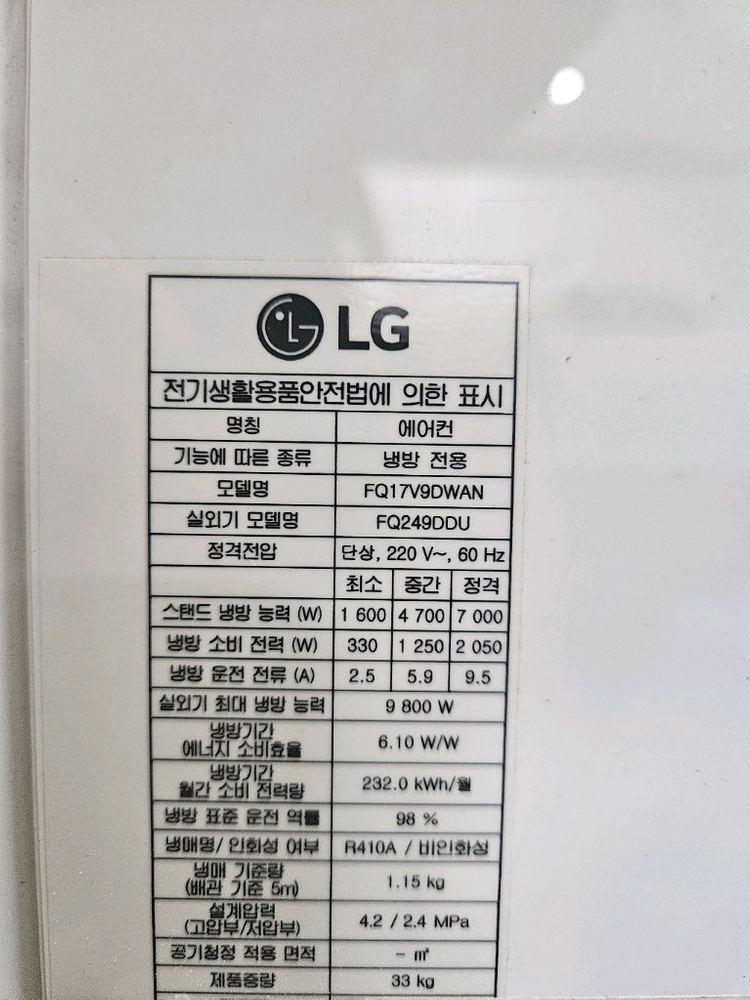 LG
전기생활용품안전법에 의한 표시
명칭 에어컨
기능에 따른 종류 냉방 전용
모델명 FQ17V9DWAN
실외기 모델명 FQ249DDU
정격전압 단상, 220 V~, 60 Hz
최소 중간 정격
스탠드 냉방 능력 (W) 1 600 4 700 7 000
냉방 소비 전력 (W) 330 1 250 2 050
냉방 운전 전류 (A) 2.5 5.9 9.5
실외기 최대 냉방 능력 9 800 W
냉방기간
에너지 소비효율 6.10 W/W
냉방기간
월간 소비 전력량 232.0 kWh/월
냉방 표준 운전 역률 98 %
냉매명/ 인화성 여부 R410A / 비인화성
냉매 기준량
(배관 기준 5m) 1.15 kg
설계압력
(고압부/저압부) 4.2 / 2.4 MPa
공기청정 적용 면적 - ㎡
제품중량 33 kg